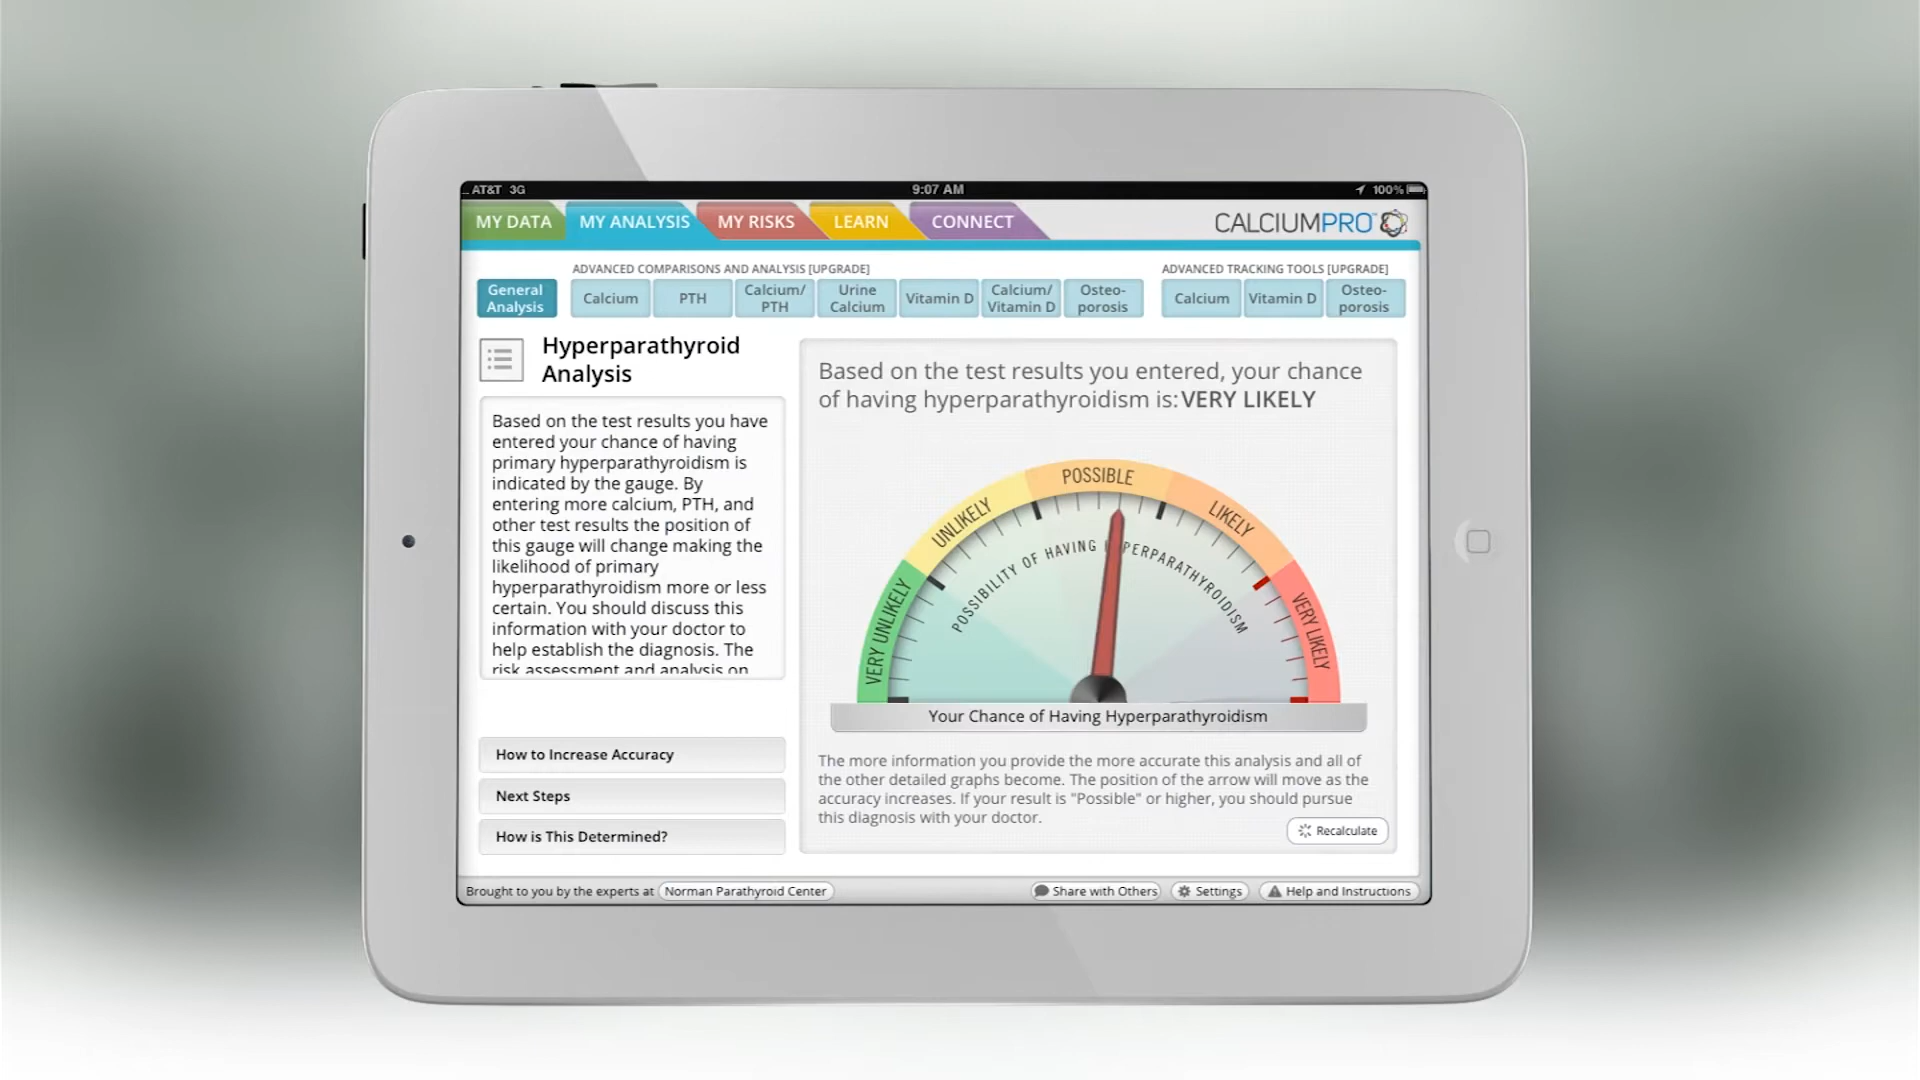 AT&T 3G
9:07 AM
100%
MY DATA
MY ANALYSIS
MY RISKS
LEARN
CONNECT
CALCIUMPRO™
ADVANCED COMPARISONS AND ANALYSIS [UPGRADE]
ADVANCED TRACKING TOOLS [UPGRADE]
General
Analysis
Calcium
PTH
Calcium/
PTH
Urine
Calcium
Vitamin D
Calcium/
Vitamin D
Osteo-
porosis
Calcium
Vitamin D
Osteo-
porosis
Hyperparathyroid
Analysis
Based on the test results you have
entered your chance of having
primary hyperparathyroidism is
indicated by the gauge. By
entering more calcium, PTH, and
other test results the position of
this gauge will change making the
likelihood of primary
hyperparathyroidism more or less
certain. You should discuss this
information with your doctor to
help establish the diagnosis. The
risk assessment and analysis on
How to Increase Accuracy
Next Steps
How is This Determined?
Based on the test results you entered, your chance
of having hyperparathyroidism is: VERY LIKELY
VERY UNLIKELY
UNLIKELY
POSSIBLE
LIKELY
VERY LIKELY
POSSIBILITY OF HAVING HYPERPARATHYROIDISM
Your Chance of Having Hyperparathyroidism
The more information you provide the more accurate this analysis and all of
the other detailed graphs become. The position of the arrow will move as the
accuracy increases. If your result is "Possible" or higher, you should pursue
this diagnosis with your doctor.
Recalculate
Brought to you by the experts at Norman Parathyroid Center
Share with Others
Settings
Help and Instructions